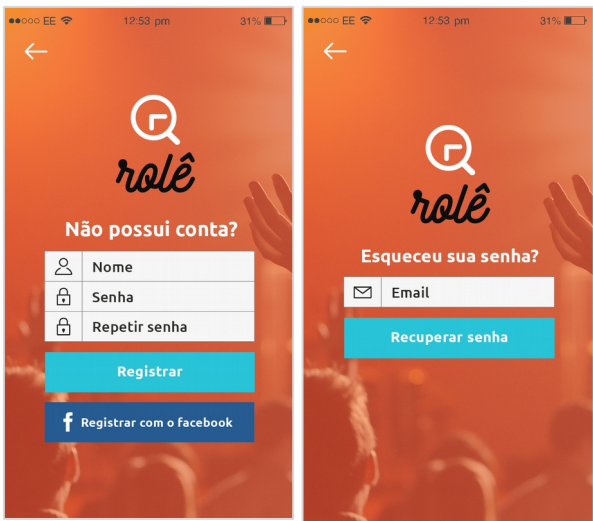 EE 12:53 pm 31%
rolê
Não possui conta?
Nome
Senha
Repetir senha
Registrar
f Registrar com o facebook
EE 12:53 pm 31%
rolê
Esqueceu sua senha?
Email
Recuperar senha